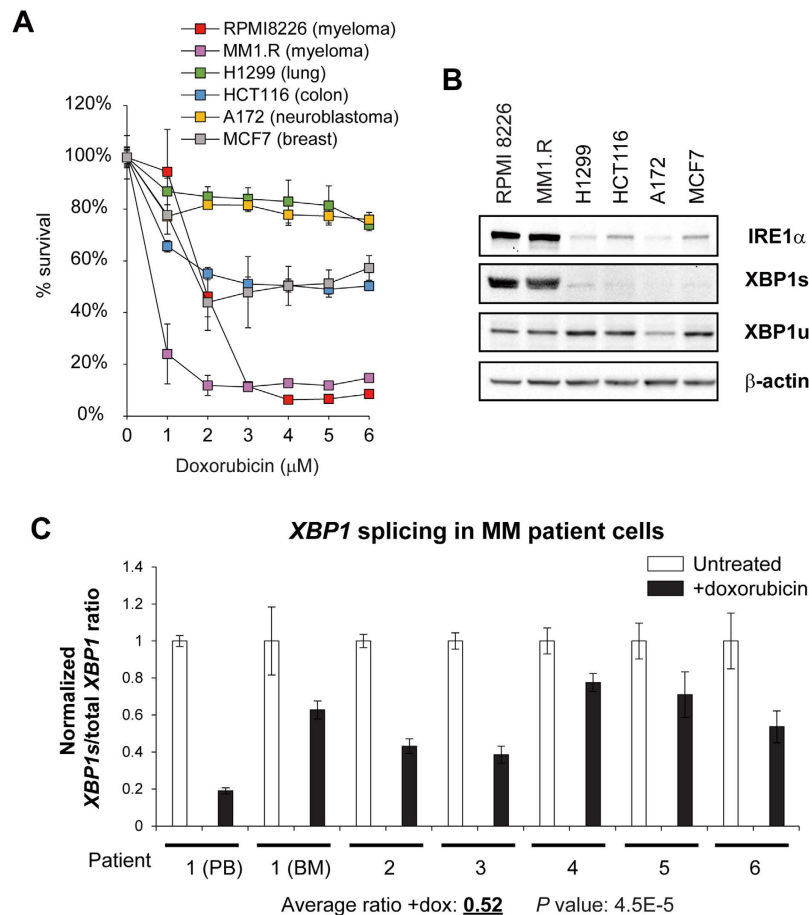 A
RPMI8226 (myeloma)
MM1.R (myeloma)
H1299 (lung)
HCT116 (colon)
A172 (neuroblastoma)
MCF7 (breast)
120%
100%
80%
60%
40%
20%
0%
% survival
0 1 2 3 4 5 6
Doxorubicin (μM)
B
RPMI 8226
MM1.R
H1299
HCT116
A172
MCF7
IRE1α
XBP1s
XBP1u
β-actin
C
XBP1 splicing in MM patient cells
Untreated
+doxorubicin
Normalized
XBP1s/total XBP1 ratio
1.4
1.2
1
0.8
0.6
0.4
0.2
0
Patient 1 (PB) 1 (BM) 2 3 4 5 6
Average ratio +dox: 0.52 P value: 4.5E-5